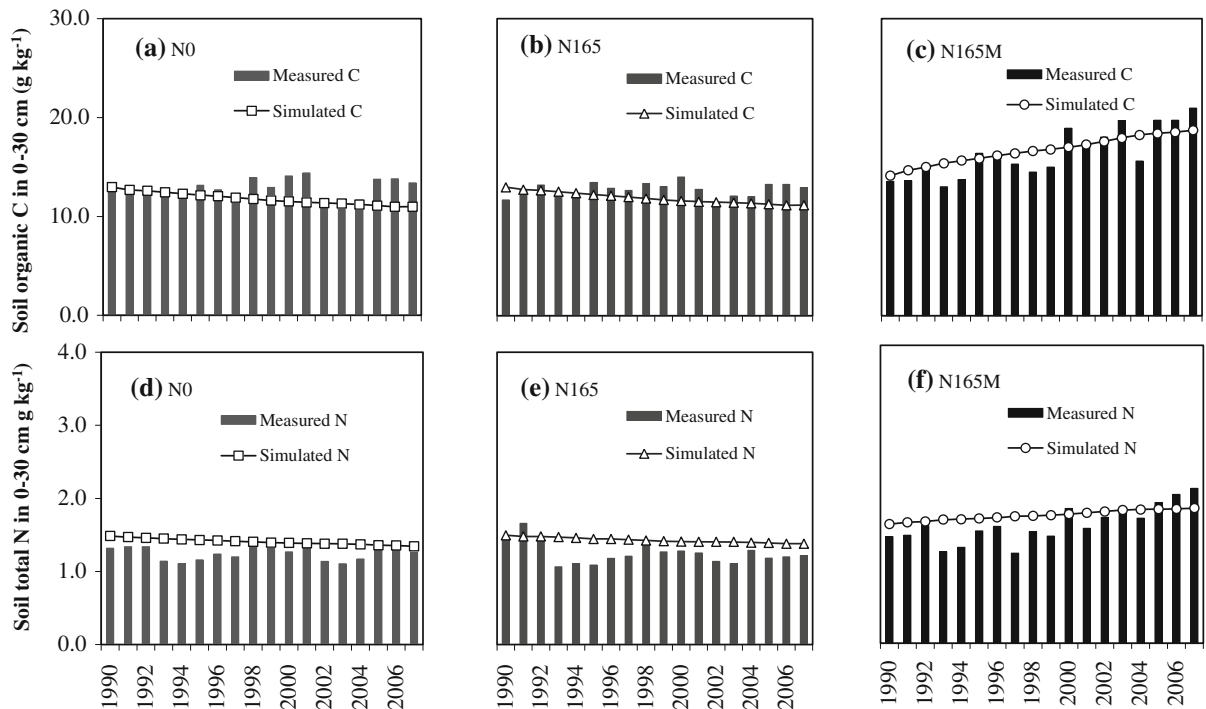 Soil organic C in 0-30 cm (g kg-1)
30.0
20.0
10.0
0.0
(a) N0
Measured C
Simulated C
(b) N165
Measured C
Simulated C
(c) N165M
Measured C
Simulated C
Soil total N in 0-30 cm g kg-1)
4.0
3.0
2.0
1.0
0.0
(d) N0
Measured N
Simulated N
(e) N165
Measured N
Simulated N
(f) N165M
Measured N
Simulated N
1990 1992 1994 1996 1998 2000 2002 2004 2006
1990 1992 1994 1996 1998 2000 2002 2004 2006
1990 1992 1994 1996 1998 2000 2002 2004 2006